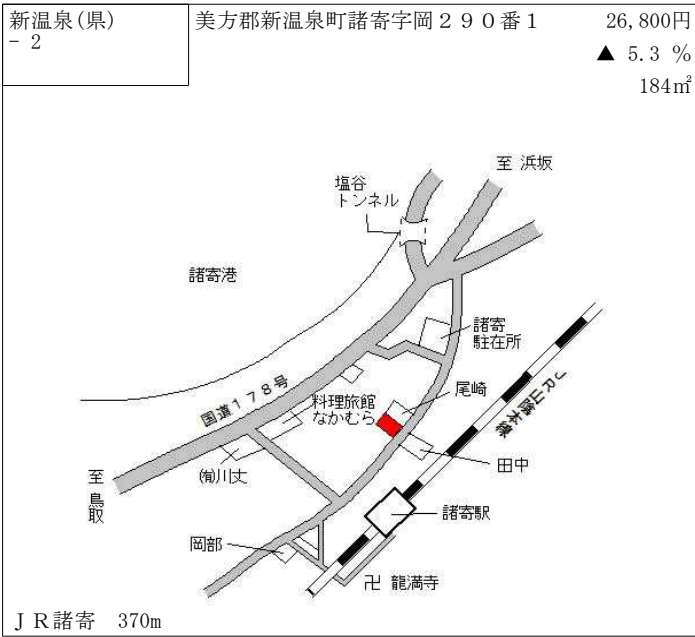 新温泉(県)
－ 2
美方郡新温泉町諸寄字岡２９０番１
26,800円
▲ 5.3 %
184㎡
至 浜坂
塩谷
トンネル
諸寄港
諸寄
駐在所
国道１７８号
料理旅館
なかむら
尾崎
ＪＲ山陰本線
至
鳥
取
㈲川丈
田中
諸寄駅
岡部
卍 龍満寺
ＪＲ諸寄 370m